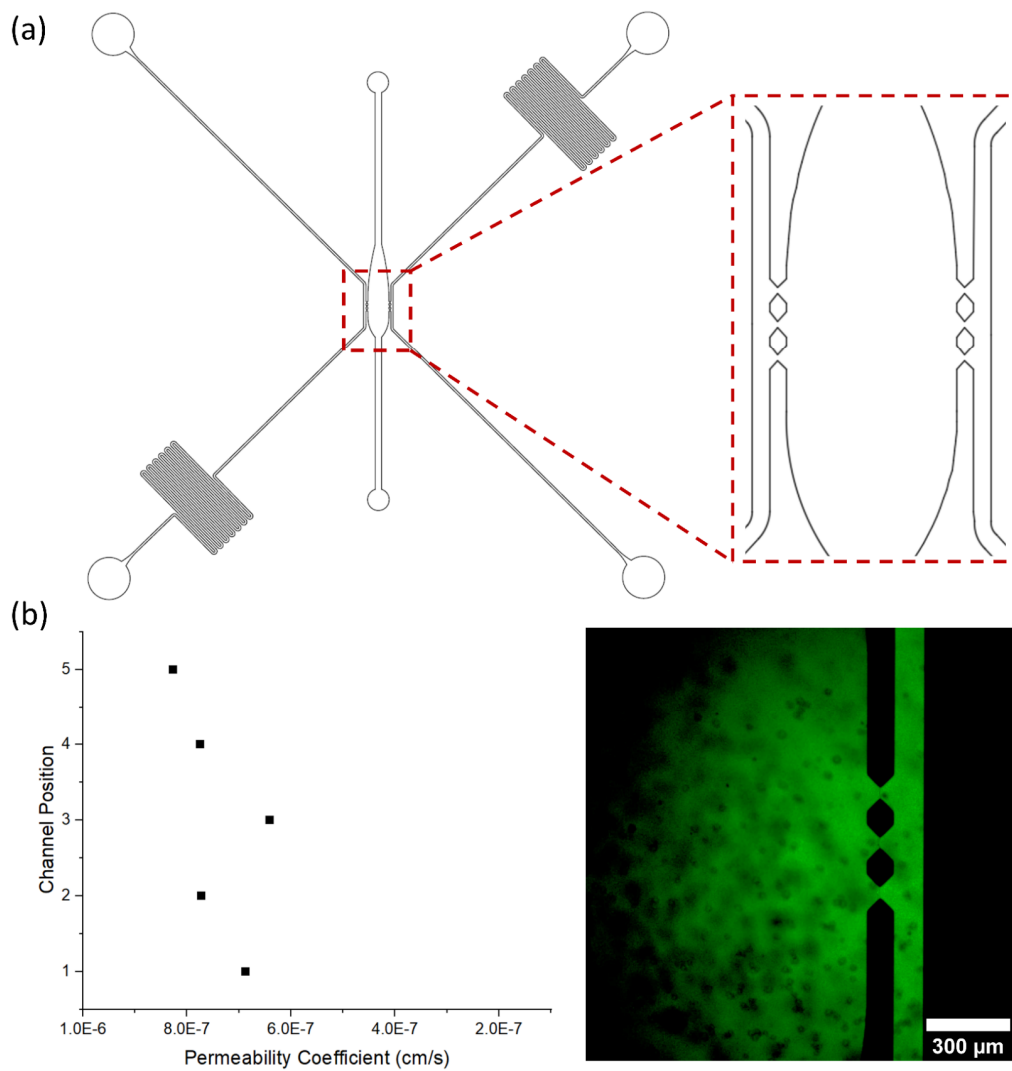 (a)
(b)
5
4
3
2
1
Channel Position
1.0E-6 8.0E-7 6.0E-7 4.0E-7 2.0E-7
Permeability Coefficient (cm/s)
300 µm